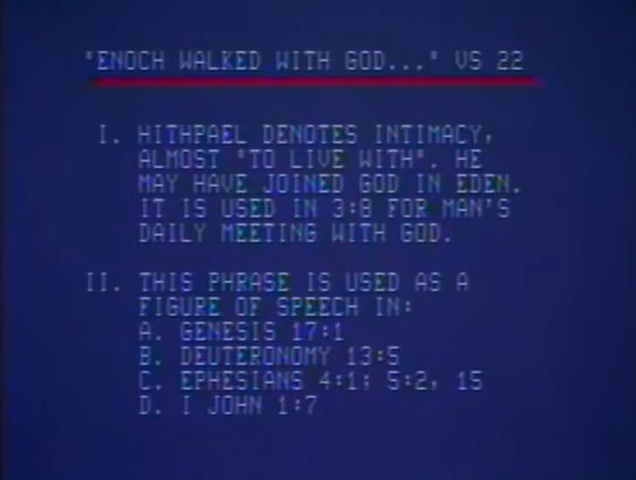 "ENOCH WALKED WITH GOD..." VS 22
I. HITHPAEL DENOTES INTIMACY,
ALMOST "TO LIVE WITH". HE
MAY HAVE JOINED GOD IN EDEN.
IT IS USED IN 3:8 FOR MAN'S
DAILY MEETING WITH GOD.
II. THIS PHRASE IS USED AS A
FIGURE OF SPEECH IN:
A. GENESIS 17:1
B. DEUTERONOMY 13:5
C. EPHESIANS 4:1; 5:2, 15
D. I JOHN 1:7